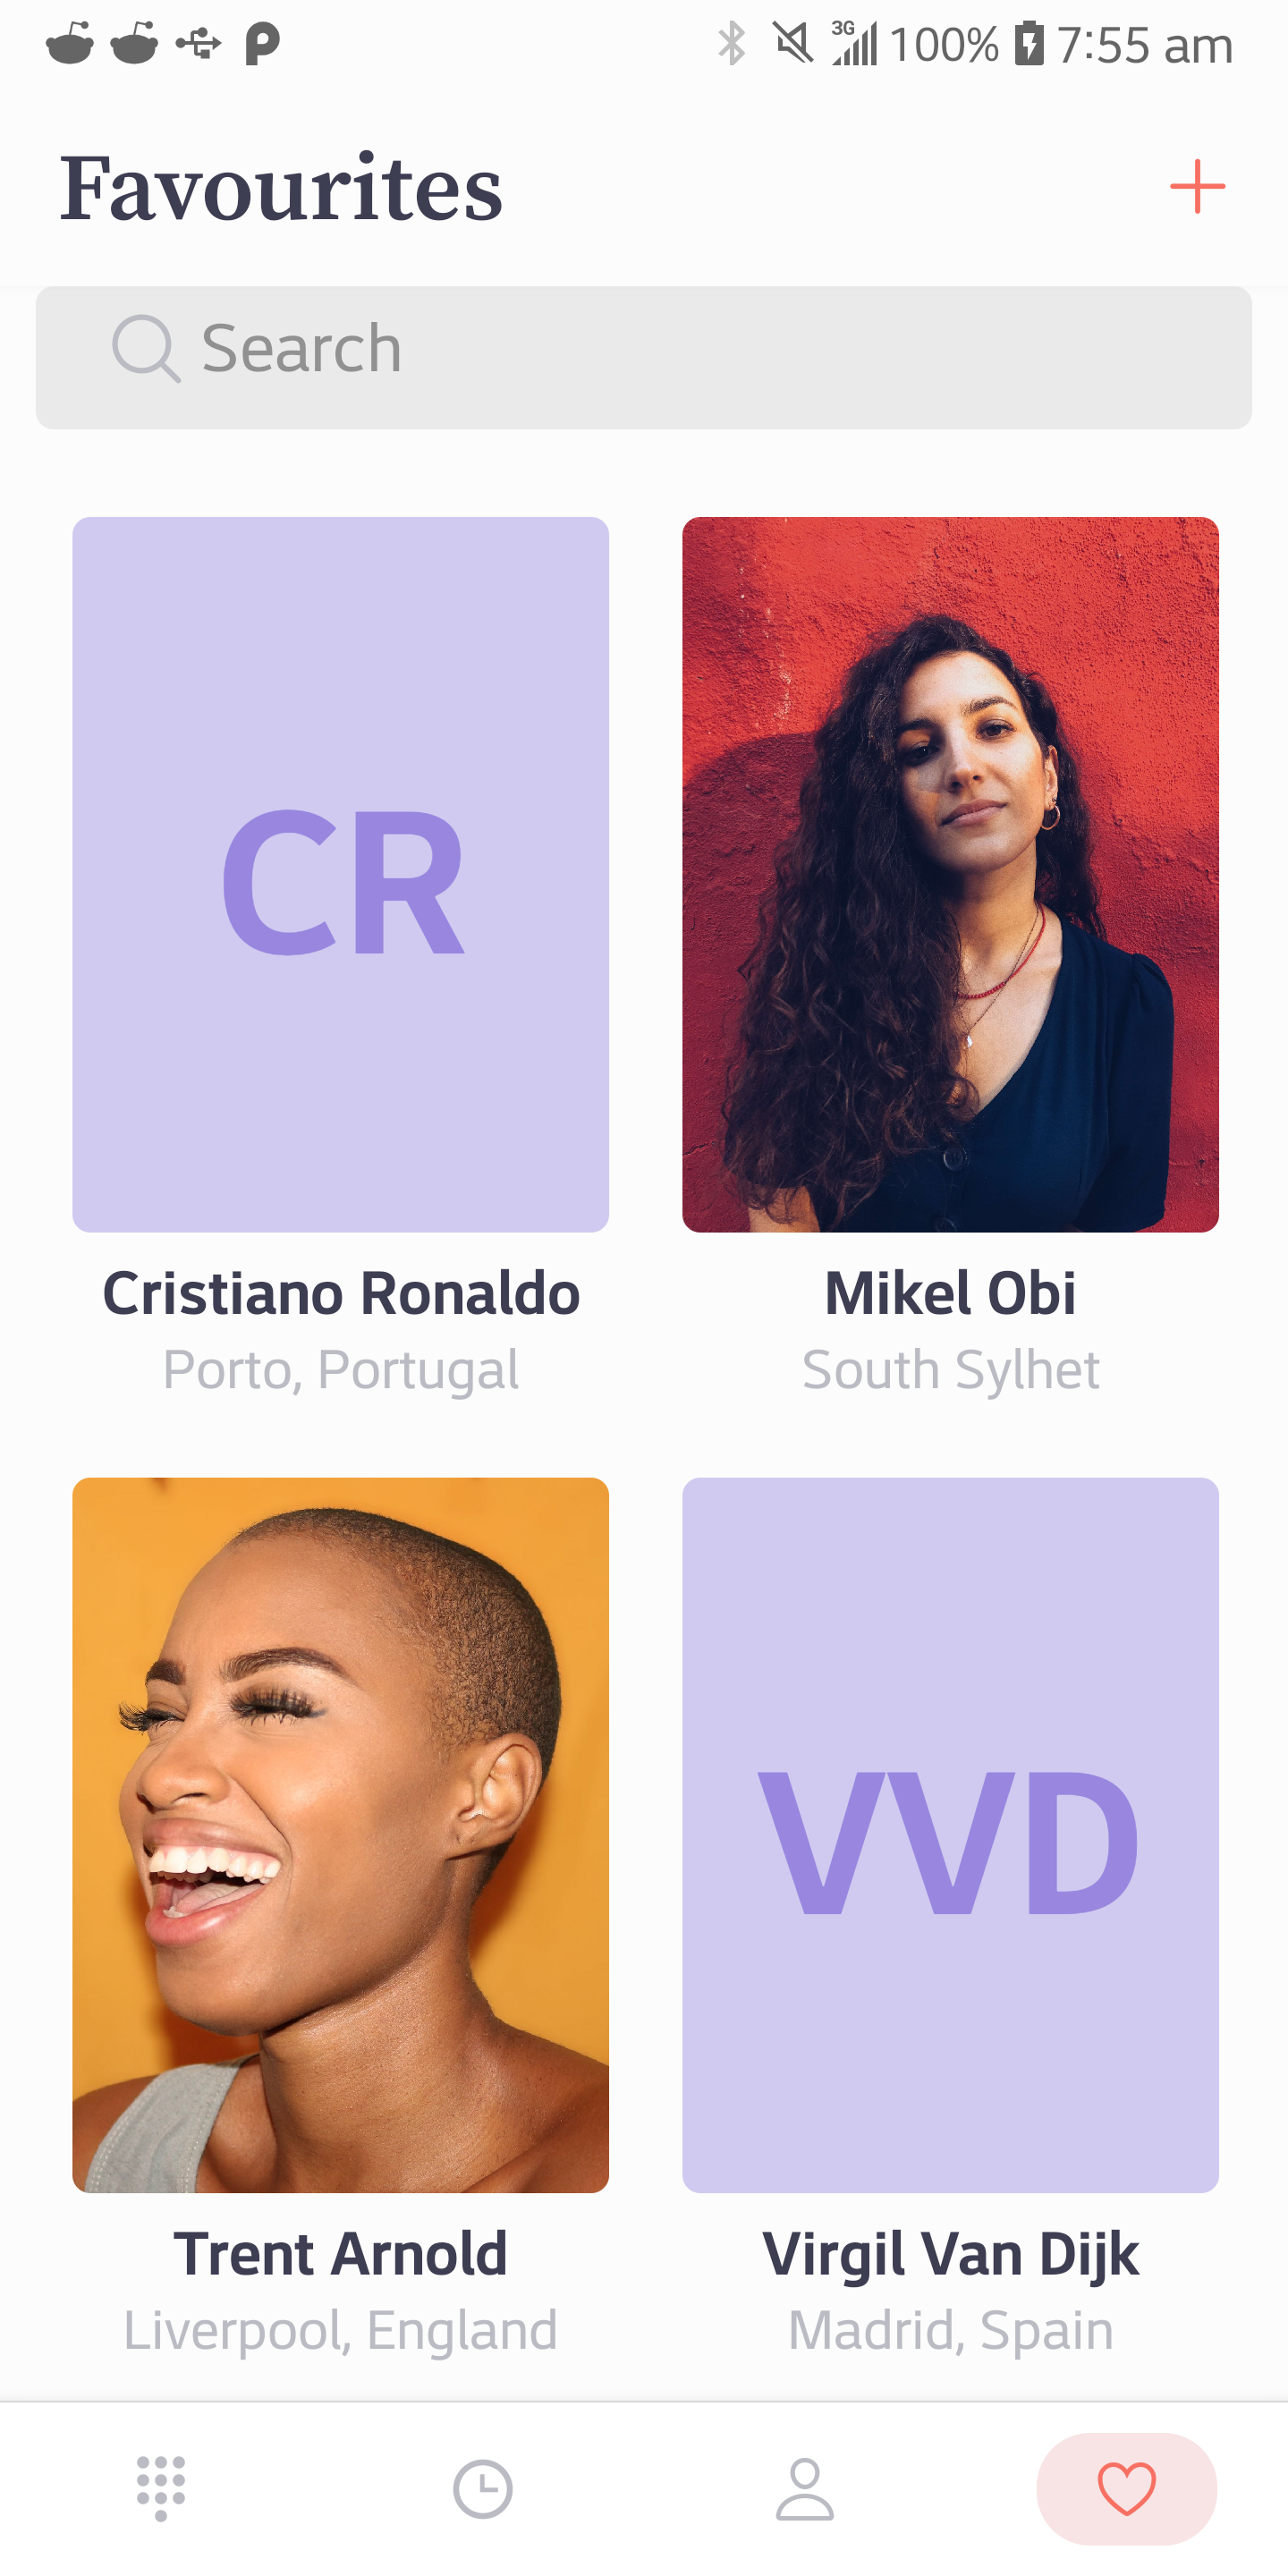 3G 100% 7:55 am
Favourites
Search
CR
Cristiano Ronaldo
Porto, Portugal
Mikel Obi
South Sylhet
Trent Arnold
Liverpool, England
VVD
Virgil Van Dijk
Madrid, Spain